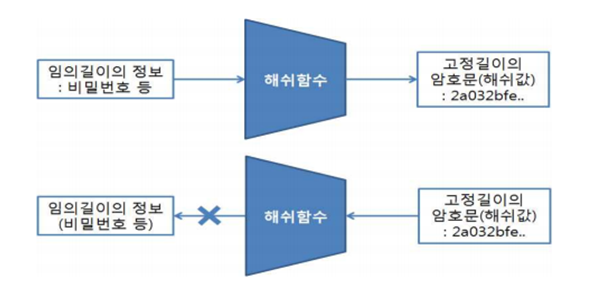 임의길이의 정보
: 비밀번호 등
해쉬함수
고정길이의
암호문(해쉬값)
: 2a032bfe..
임의길이의 정보
(비밀번호 등)
해쉬함수
고정길이의
암호문(해쉬값)
: 2a032bfe..